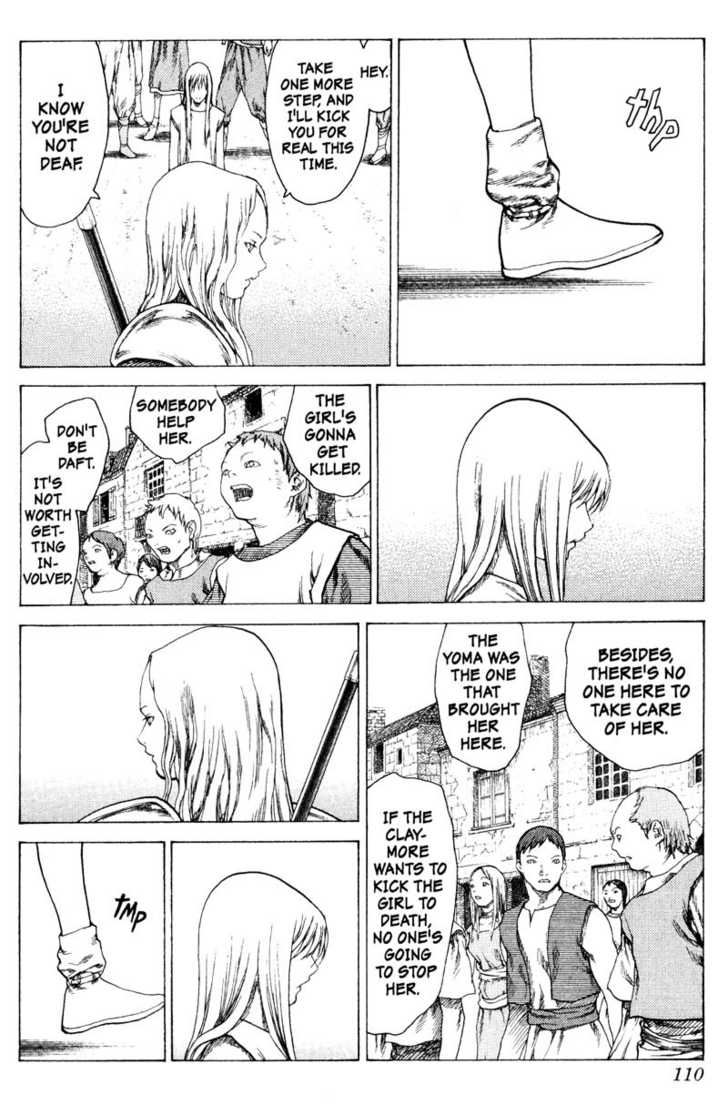 thp
HEY.
TAKE
ONE MORE
STEP, AND
I'LL KICK
YOU FOR
REAL THIS
TIME.
I
KNOW
YOU'RE
NOT
DEAF.
THE
GIRL'S
GONNA
GET
KILLED.
SOMEBODY
HELP
HER.
DON'T
BE
DAFT.
IT'S
NOT
WORTH
GET-
TING
IN-
VOLVED.
BESIDES,
THERE'S NO
ONE HERE TO
TAKE CARE
OF HER.
THE
YOMA WAS
THE ONE
THAT
BROUGHT
HER
HERE.
IF THE
CLAY-
MORE
WANTS TO
KICK THE
GIRL TO
DEATH,
NO ONE'S
GOING
TO STOP
HER.
TMP
110